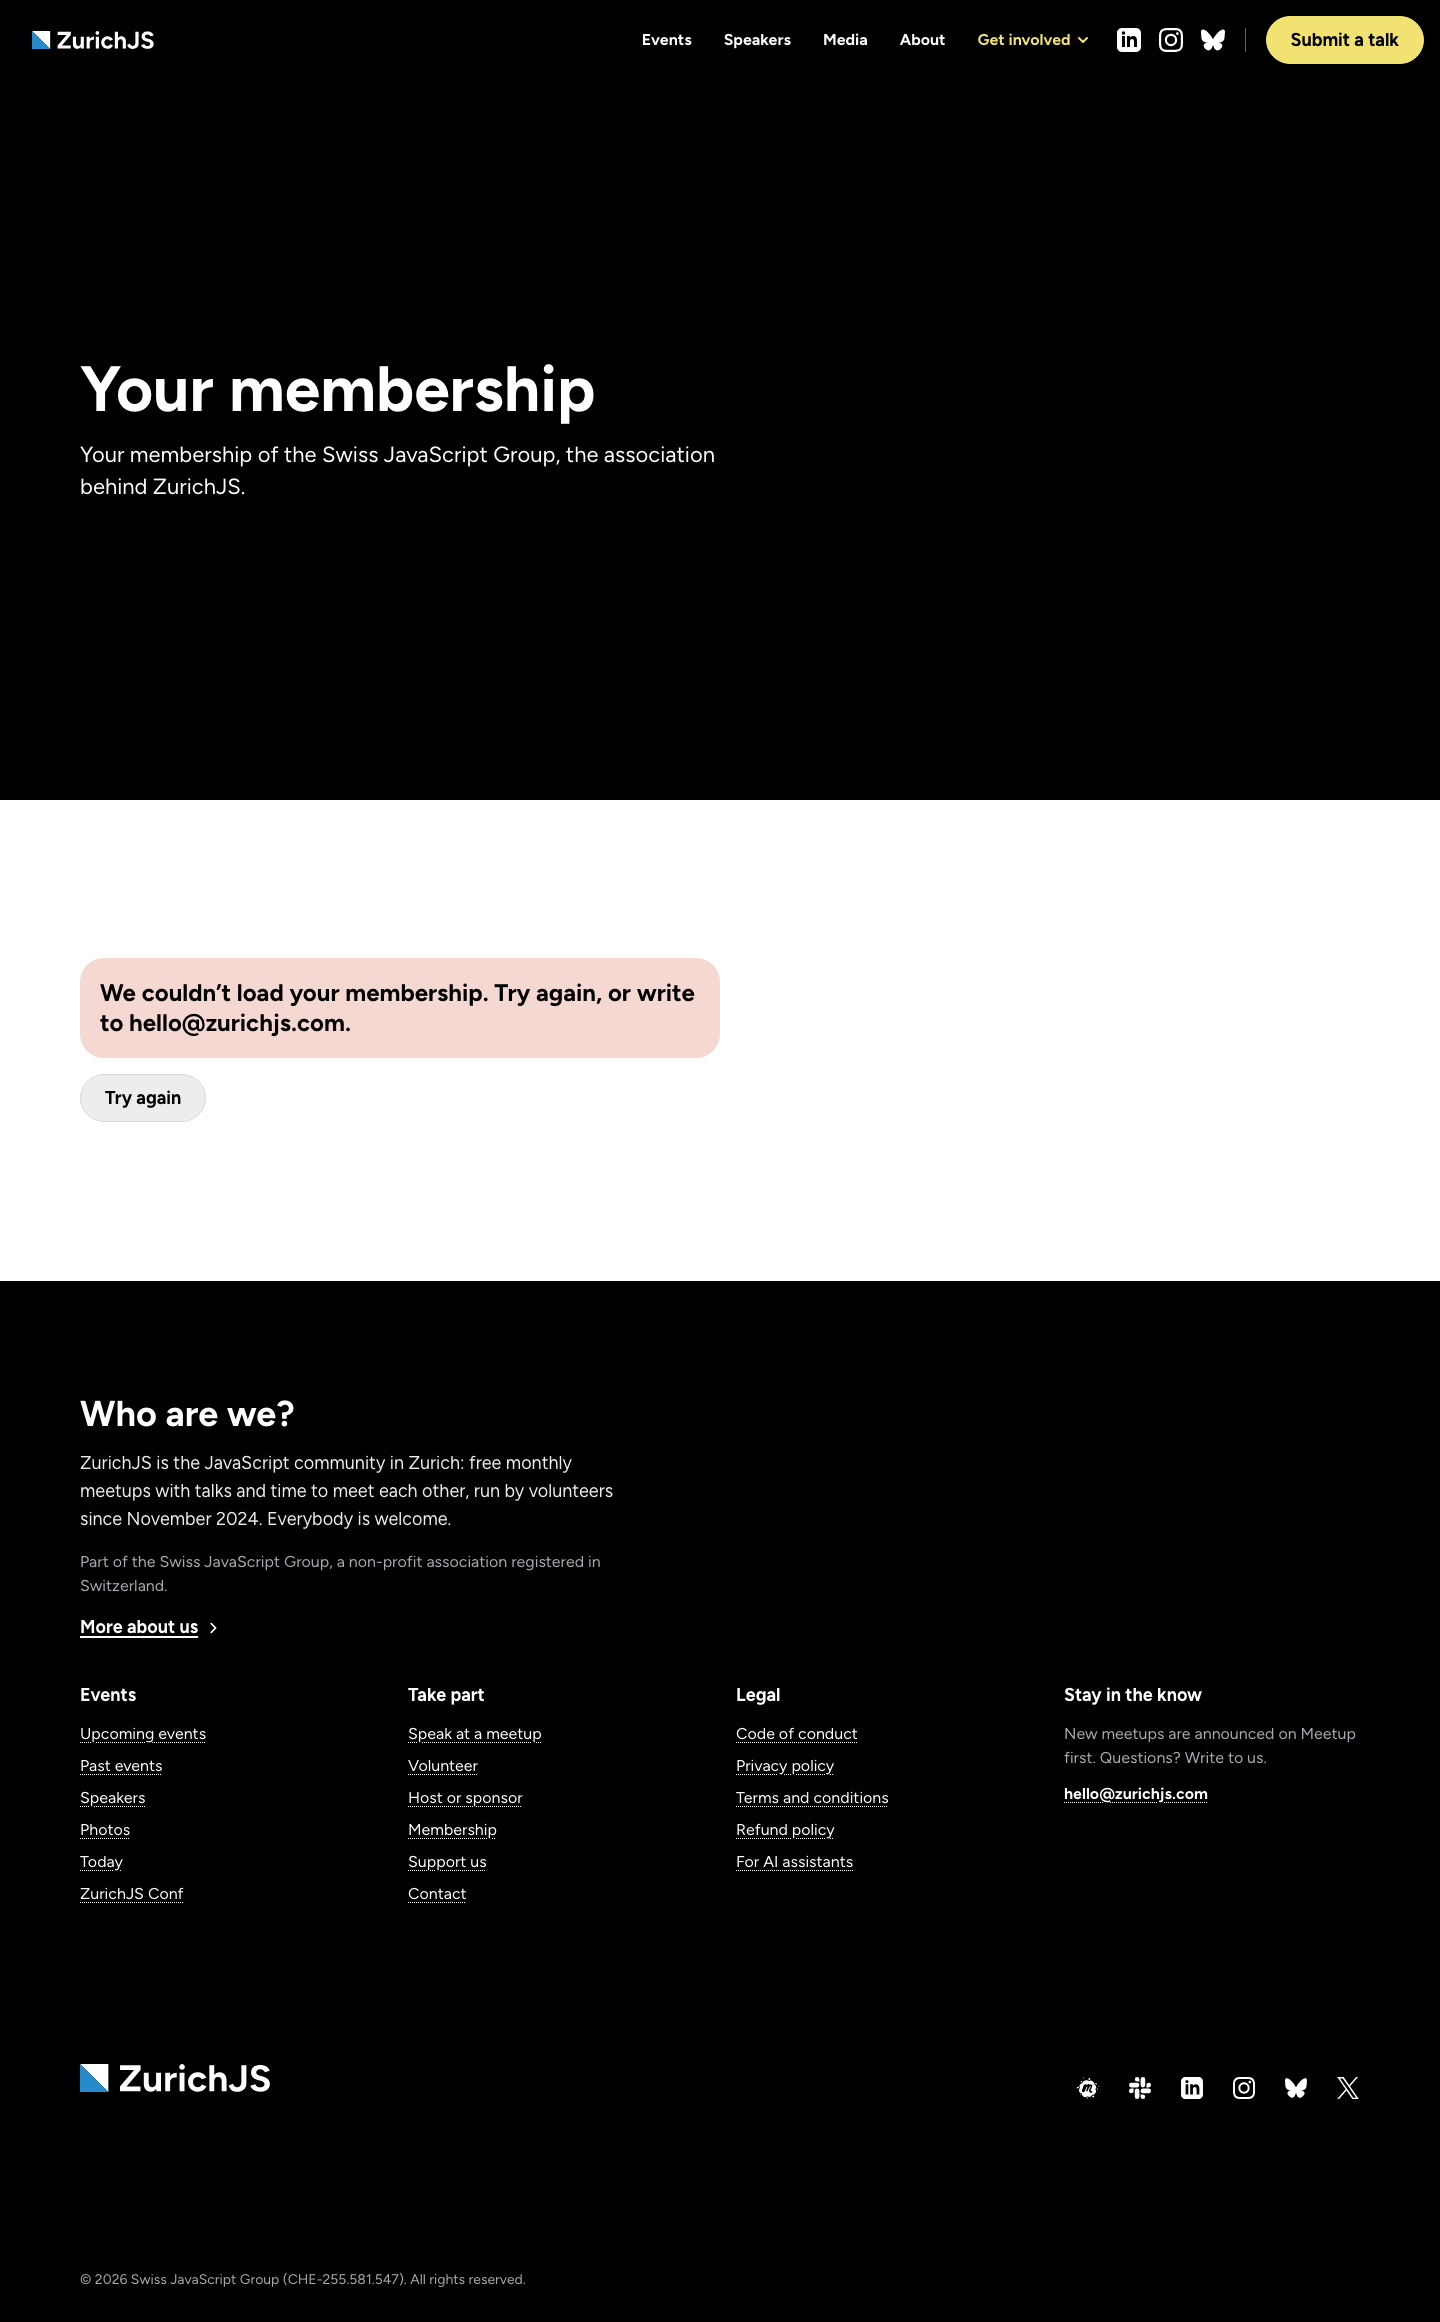 ZurichJS
Events
Speakers
Media
About
Get involved
in
Submit a talk
Your membership
Your membership of the Swiss JavaScript Group, the association
behind ZurichJS.
We couldn’t load your membership. Try again, or write
to hello@zurichjs.com.
Try again
Who are we?
ZurichJS is the JavaScript community in Zurich: free monthly
meetups with talks and time to meet each other, run by volunteers
since November 2024. Everybody is welcome.
Part of the Swiss JavaScript Group, a non-profit association registered in
Switzerland.
More about us
Events
Upcoming events
Past events
Speakers
Photos
Today
ZurichJS Conf
Take part
Speak at a meetup
Volunteer
Host or sponsor
Membership
Support us
Contact
Legal
Code of conduct
Privacy policy
Terms and conditions
Refund policy
For AI assistants
Stay in the know
New meetups are announced on Meetup
first. Questions? Write to us.
hello@zurichjs.com
ZurichJS
m
in
X
© 2026 Swiss JavaScript Group (CHE-255.581.547). All rights reserved.